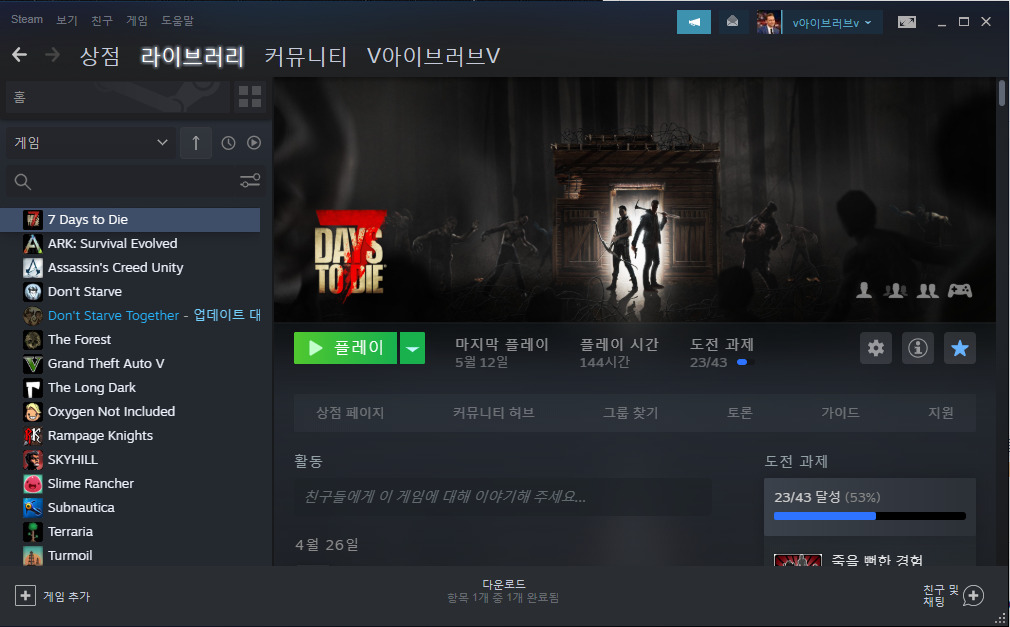 Steam 보기 친구 게임 도움말
V아이브러브V
상점 라이브러리 커뮤니티 V아이브러브V
홈
게임
7 Days to Die
ARK: Survival Evolved
Assassin's Creed Unity
Don't Starve
Don't Starve Together - 업데이트 대
The Forest
Grand Theft Auto V
The Long Dark
Oxygen Not Included
Rampage Knights
SKYHILL
Slime Rancher
Subnautica
Terraria
Turmoil
7
DAYS
TO DIE
플레이
마지막 플레이
5월 12일
플레이 시간
144시간
도전 과제
23/43
상점 페이지 커뮤니티 허브 그룹 찾기 토론 가이드 지원
활동
친구들에게 이 게임에 대해 이야기해 주세요...
4월 26일
도전 과제
23/43 달성 (53%)
죽을 뻔한 경험
게임 추가
다운로드
항목 1개 중 1개 완료됨
친구 및
채팅